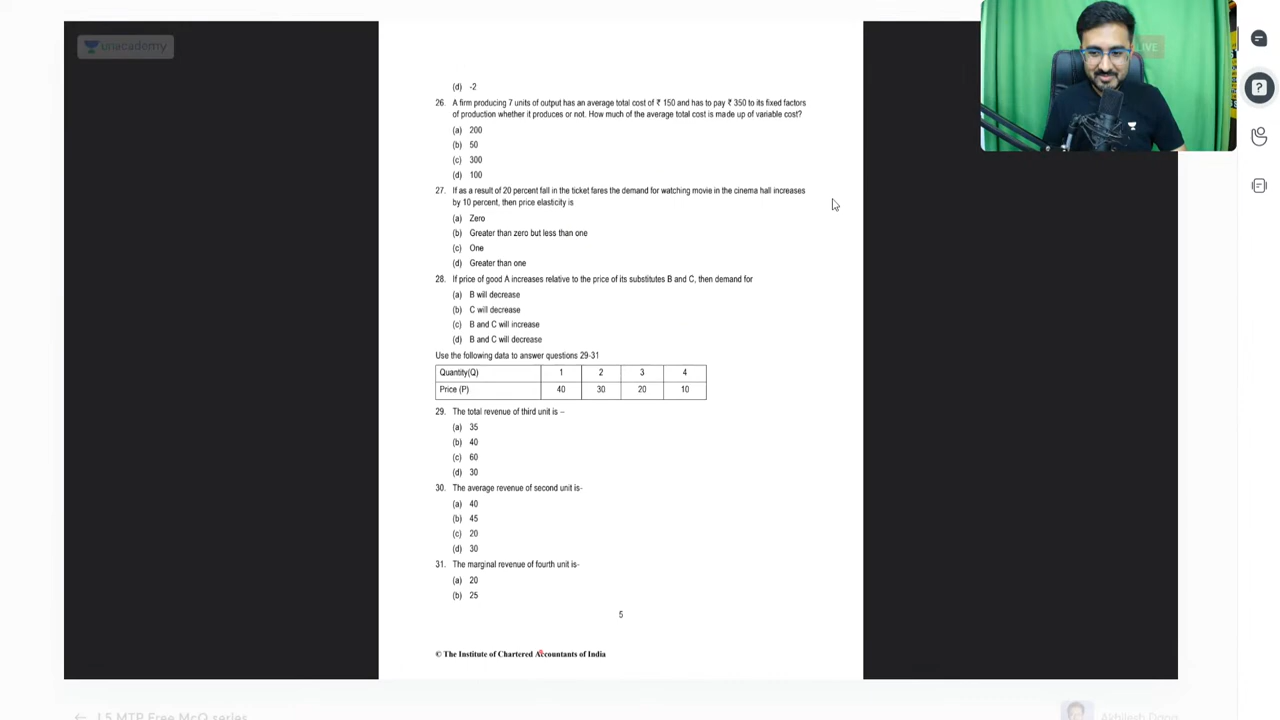 unacademy
LIVE
(d) -2
26. A firm producing 7 units of output has an average total cost of ₹ 150 and has to pay ₹ 350 to its fixed factors
of production whether it produces or not. How much of the average total cost is made up of variable cost?
(a) 200
(b) 50
(c) 300
(d) 100
27. If as a result of 20 percent fall in the ticket fares the demand for watching movie in the cinema hall increases
by 10 percent, then price elasticity is
(a) Zero
(b) Greater than zero but less than one
(c) One
(d) Greater than one
28. If price of good A increases relative to the price of its substitutes B and C, then demand for
(a) B will decrease
(b) C will decrease
(c) B and C will increase
(d) B and C will decrease
Use the following data to answer questions 29-31
Quantity(Q) 1 2 3 4
Price (P) 40 30 20 10
29. The total revenue of third unit is –
(a) 35
(b) 40
(c) 60
(d) 30
30. The average revenue of second unit is-
(a) 40
(b) 45
(c) 20
(d) 30
31. The marginal revenue of fourth unit is-
(a) 20
(b) 25
5
© The Institute of Chartered Accountants of India
L5 MTP Free McQ series
Akhilesh Daga